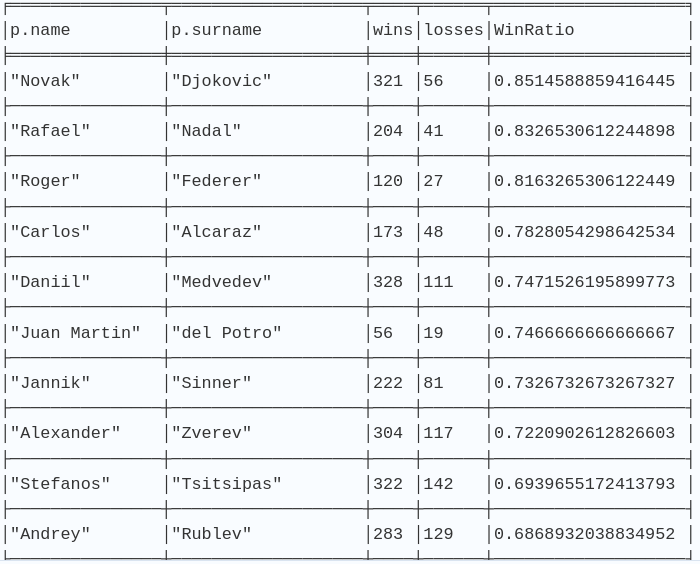 p.name p.surname wins losses WinRatio
"Novak" "Djokovic" 321 56 0.8514588859416445
"Rafael" "Nadal" 204 41 0.8326530612244898
"Roger" "Federer" 120 27 0.8163265306122449
"Carlos" "Alcaraz" 173 48 0.7828054298642534
"Daniil" "Medvedev" 328 111 0.7471526195899773
"Juan Martin" "del Potro" 56 19 0.7466666666666667
"Jannik" "Sinner" 222 81 0.7326732673267327
"Alexander" "Zverev" 304 117 0.7220902612826603
"Stefanos" "Tsitsipas" 322 142 0.6939655172413793
"Andrey" "Rublev" 283 129 0.6868932038834952